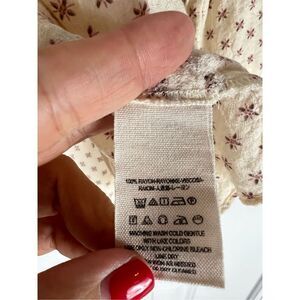 100% RAYON-RAYONNE-VISCOSA-
MACHINE WASH COLD GENTLE
WITH LIKE COLORS
ONLY NON-CHLORINE BLEACH
LINE DRY
IRON AS NEEDED